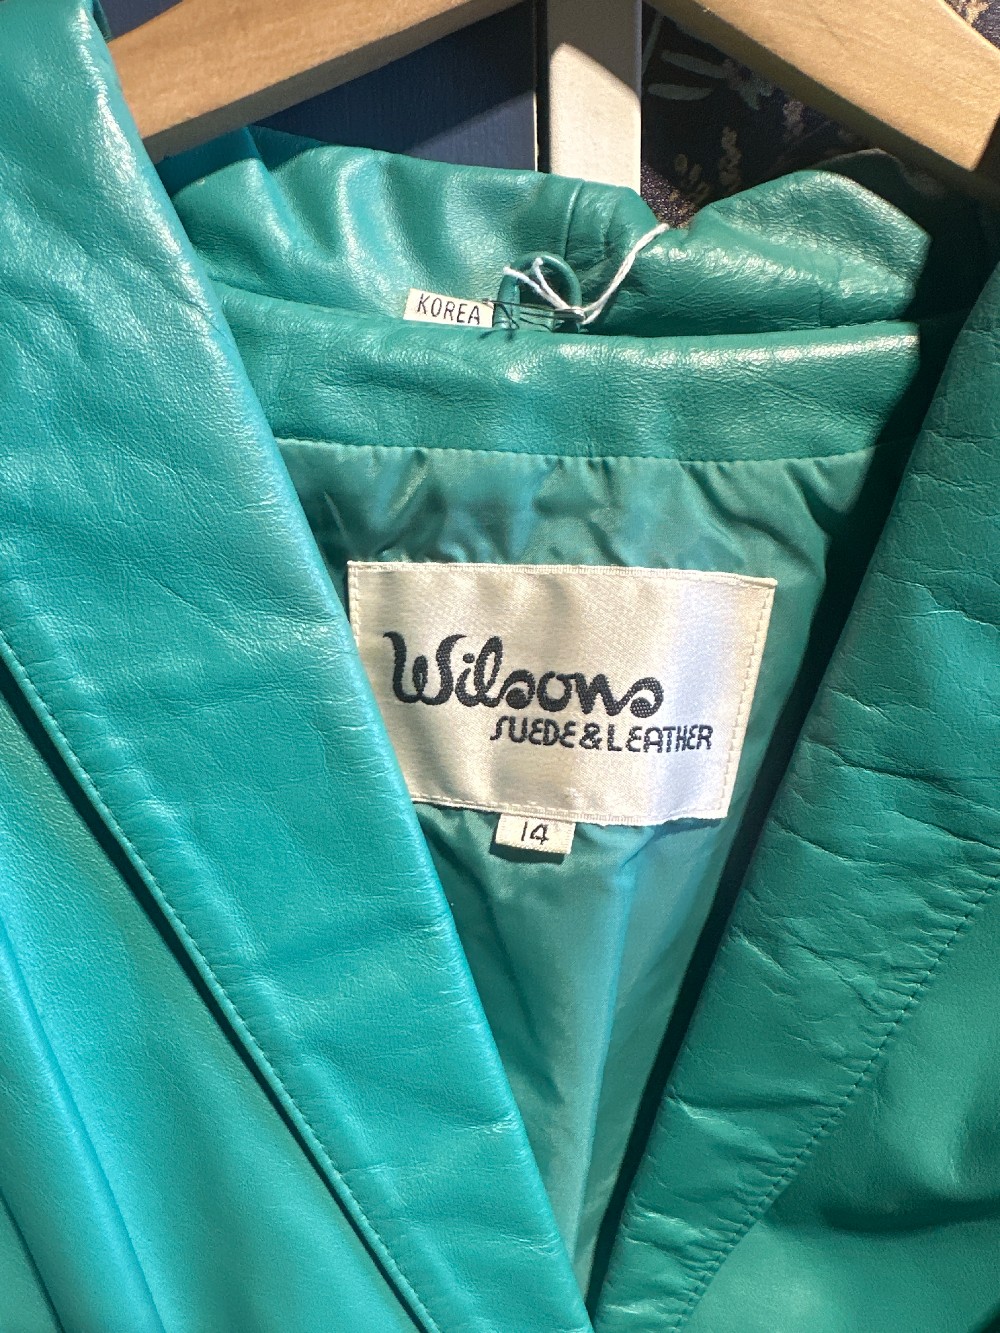 KOREA
Wilsons
SUEDE & LEATHER
14